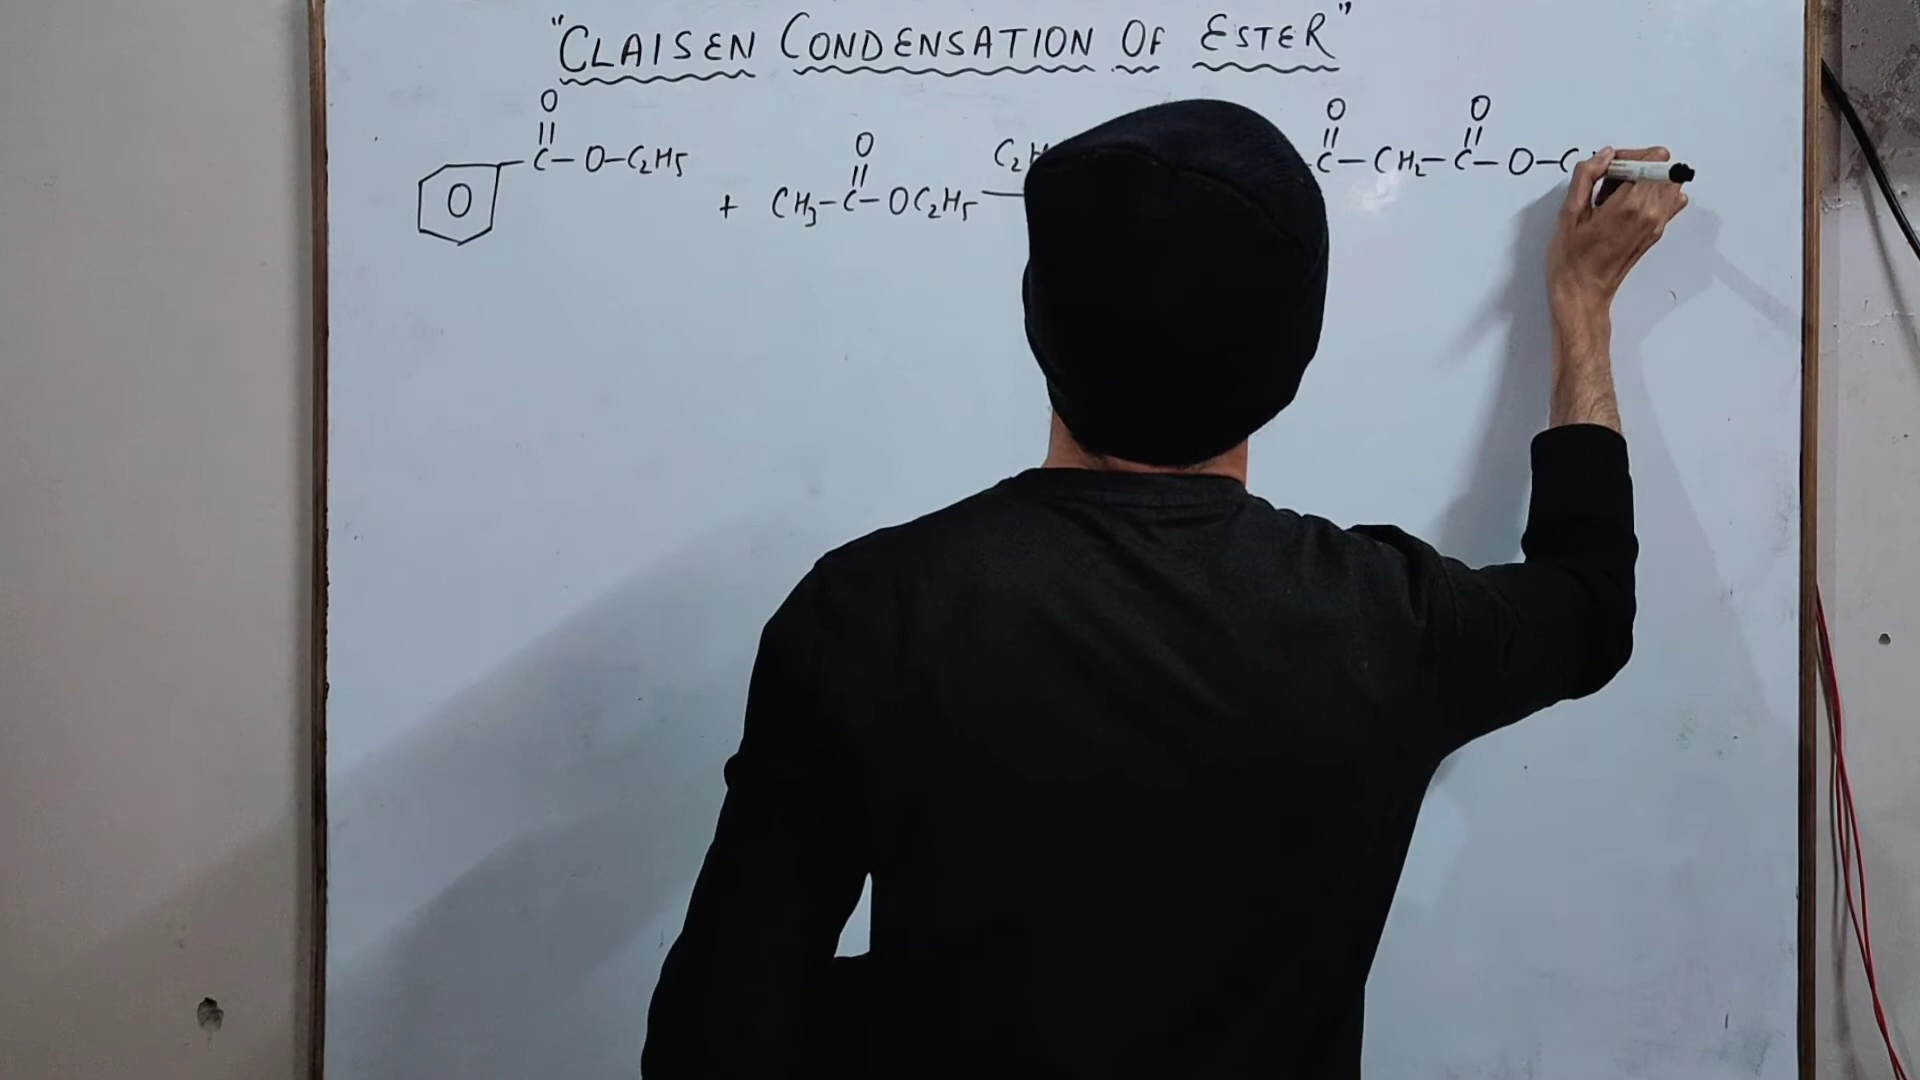 "CLAISEN CONDENSATION OF ESTER"
O O O
|| || ||
C-O-C2H5 + CH3-C-OC2H5 C2H C-CH2-C-O-C
O